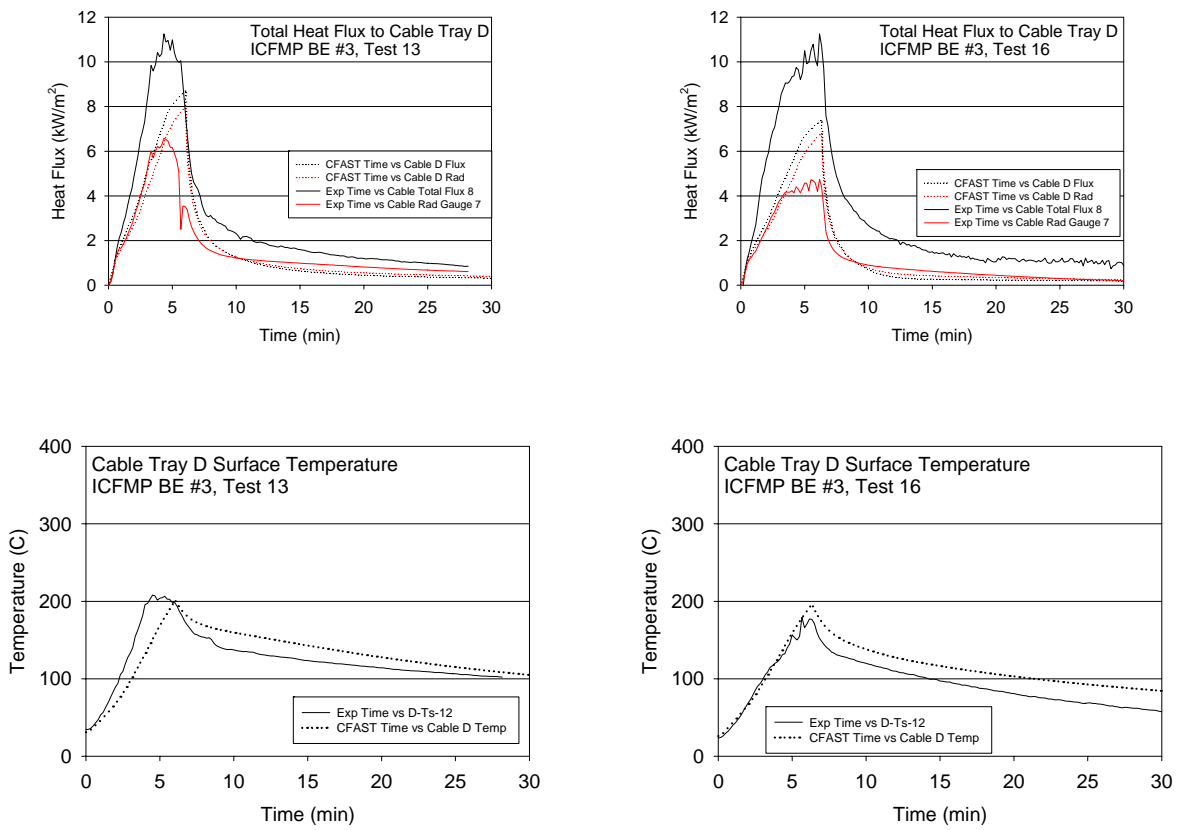 Total Heat Flux to Cable Tray D
ICFMP BE #3, Test 13
Heat Flux (kW/m²)
12
10
8
6
4
2
0
CFAST Time vs Cable D Flux
CFAST Time vs Cable D Rad
Exp Time vs Cable Total Flux 8
Exp Time vs Cable Rad Gauge 7
0 5 10 15 20 25 30
Time (min)
Total Heat Flux to Cable Tray D
ICFMP BE #3, Test 16
Heat Flux (kW/m²)
12
10
8
6
4
2
0
CFAST Time vs Cable D Flux
CFAST Time vs Cable D Rad
Exp Time vs Cable Total Flux 8
Exp Time vs Cable Rad Gauge 7
0 5 10 15 20 25 30
Time (min)
Cable Tray D Surface Temperature
ICFMP BE #3, Test 13
Temperature (C)
400
300
200
100
0
Exp Time vs D-Ts-12
CFAST Time vs Cable D Temp
0 5 10 15 20 25 30
Time (min)
Cable Tray D Surface Temperature
ICFMP BE #3, Test 16
Temperature (C)
400
300
200
100
0
Exp Time vs D-Ts-12
CFAST Time vs Cable D Temp
0 5 10 15 20 25 30
Time (min)